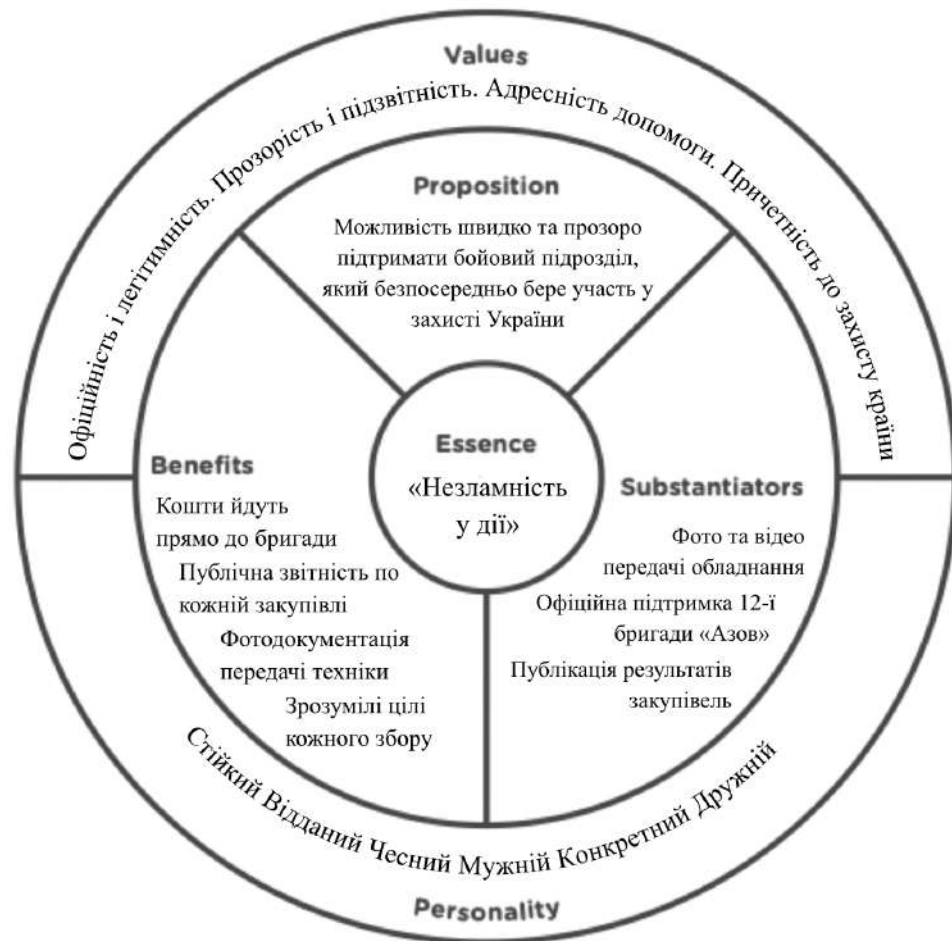 Values
Офіційність і легітимність. Прозорість і підзвітність. Адресність допомоги. Причетність до захисту країни
Proposition
Можливість швидко та прозоро
підтримати бойовий підрозділ,
який безпосередньо бере участь у
захисті України
Essence
«Незламність
у дії»
Benefits
Кошти йдуть
прямо до бригади
Публічна звітність по
кожній закупівлі
Фотодокументація
передачі техніки
Зрозумілі цілі
кожного збору
Substantiators
Фото та відео
передачі обладнання
Офіційна підтримка 12-ї
бригади «Азов»
Публікація результатів
закупівель
Стійкий Відданий Чесний Мужній Конкретний Дружній
Personality